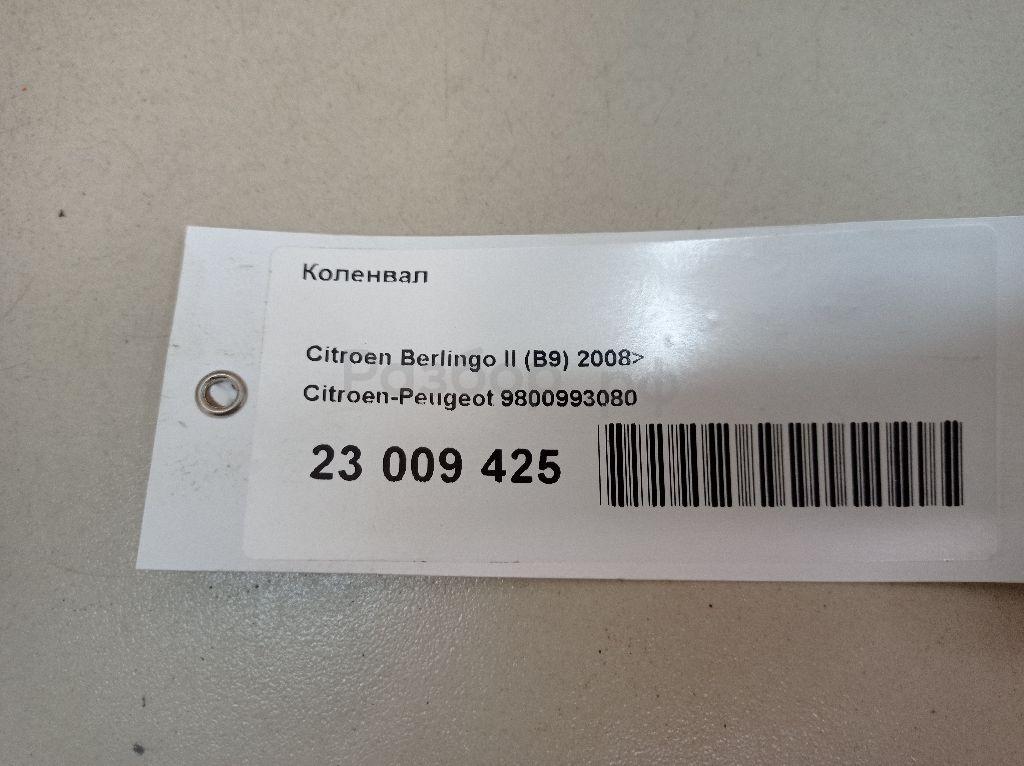 Коленвал
Citroen Berlingo II (B9) 2008>
Citroen-Peugeot 9800993080
23 009 425